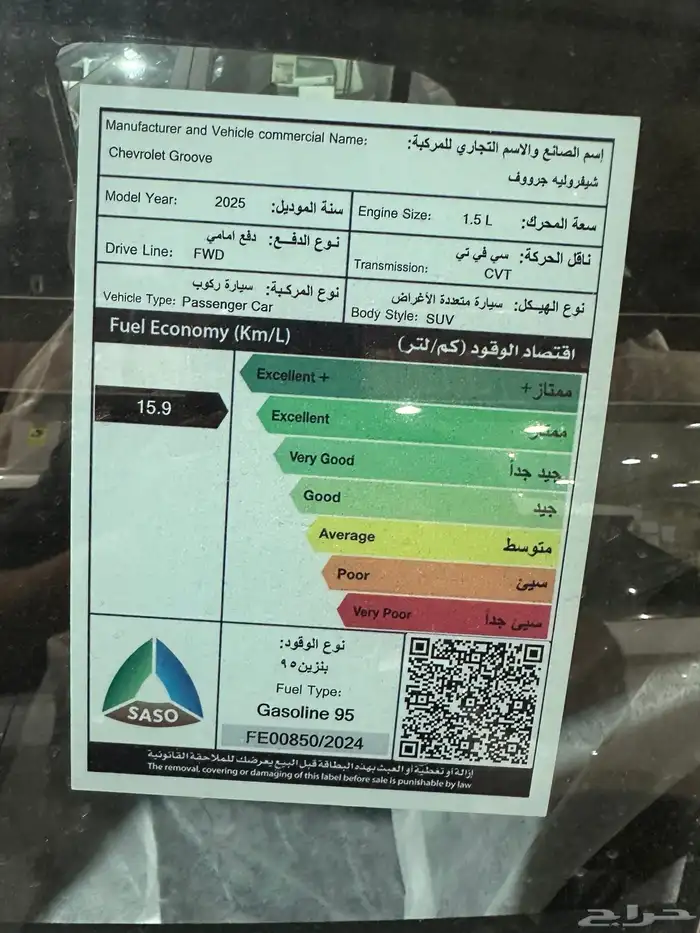 Manufacturer and Vehicle commercial Name:
إسم الصانع والاسم التجاري للمركبة:
Chevrolet Groove
شيفروليه جرووف
Model Year: 2025 سنة الموديل:
Engine Size: 1.5 L سعة المحرك:
نوع الدفع: دفع امامي
Drive Line: FWD
ناقل الحركة: سي في تي
Transmission: CVT
نوع المركبة: سيارة ركوب
Vehicle Type: Passenger Car
نوع الهيكل: سيارة متعددة الأغراض
Body Style: SUV
Fuel Economy (Km/L)
اقتصاد الوقود (كم/لتر)
15.9
Excellent + ممتاز+
Excellent ممتاز
Very Good جيد جداً
Good جيد
Average متوسط
Poor سيئ
Very Poor سيئ جداً
SASO
نوع الوقود:
بنزين ٩٥
Fuel Type:
Gasoline 95
FE00850/2024
إزالة أو تغطية أو العبث بهذه البطاقة قبل البيع يعرضك للملاحقة القانونية
The removal, covering or damaging of this label before sale is punishable by law
حراج